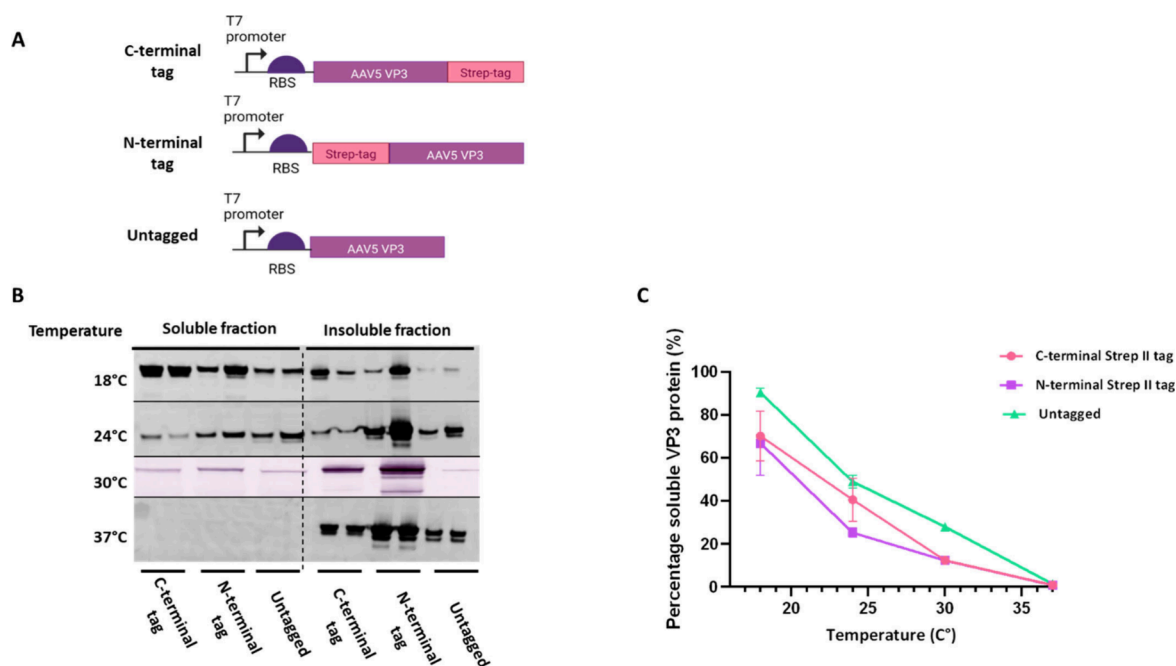 A
T7
promoter
C-terminal
tag
RBS
AAV5 VP3
Strep-tag
T7
promoter
N-terminal
tag
RBS
Strep-tag
AAV5 VP3
T7
promoter
Untagged
RBS
AAV5 VP3
B
Temperature
Soluble fraction
Insoluble fraction
18°C
24°C
30°C
37°C
C-terminal
tag
N-terminal
tag
Untagged
C-terminal
tag
N-terminal
tag
Untagged
C
Percentage soluble VP3 protein (%)
100
80
60
40
20
0
20
25
30
35
Temperature (C°)
C-terminal Strep II tag
N-terminal Strep II tag
Untagged